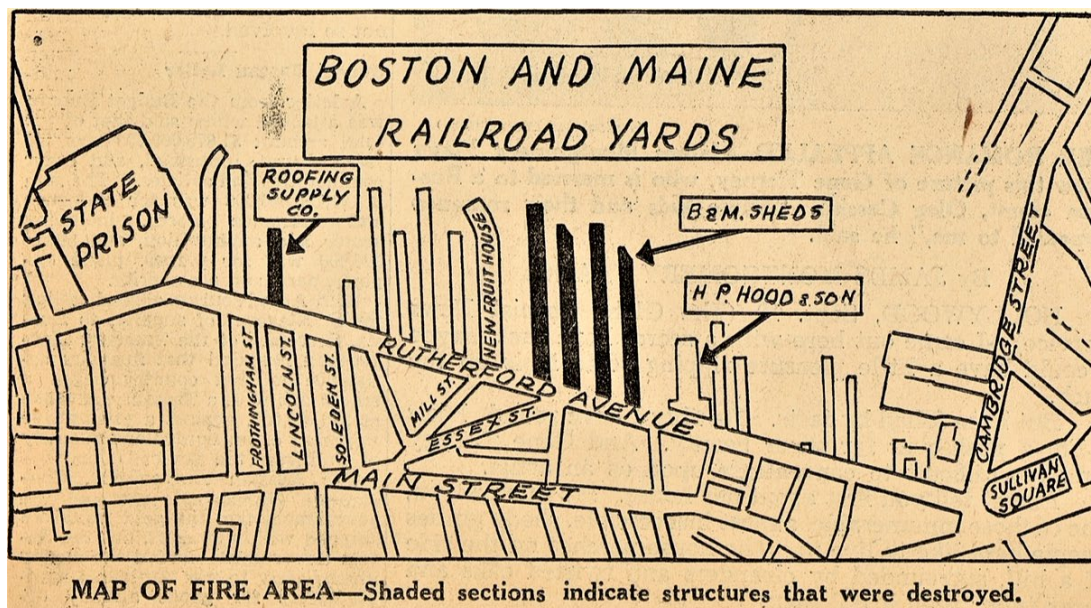 BOSTON AND MAINE
RAILROAD YARDS
STATE
PRISON
ROOFING
SUPPLY
CO.
NEW FRUIT HOUSE
B & M. SHEDS
H. P. HOOD & SON
CAMBRIDGE STREET
RUTHERFORD AVENUE
FROTHINGHAM ST.
LINCOLN ST.
SO. EDEN ST.
MILL ST.
ESSEX ST.
MAIN STREET
SULLIVAN
SQUARE
MAP OF FIRE AREA—Shaded sections indicate structures that were destroyed.